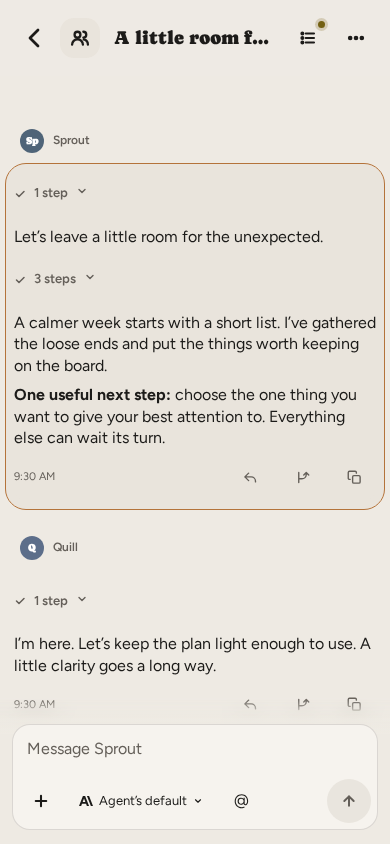 A little room f...
Sp Sprout
1 step
Let's leave a little room for the unexpected.
3 steps
A calmer week starts with a short list. I've gathered
the loose ends and put the things worth keeping
on the board.
One useful next step: choose the one thing you
want to give your best attention to. Everything
else can wait its turn.
9:30 AM
Q Quill
1 step
I'm here. Let's keep the plan light enough to use. A
little clarity goes a long way.
9:30 AM
Message Sprout
A\ Agent's default @